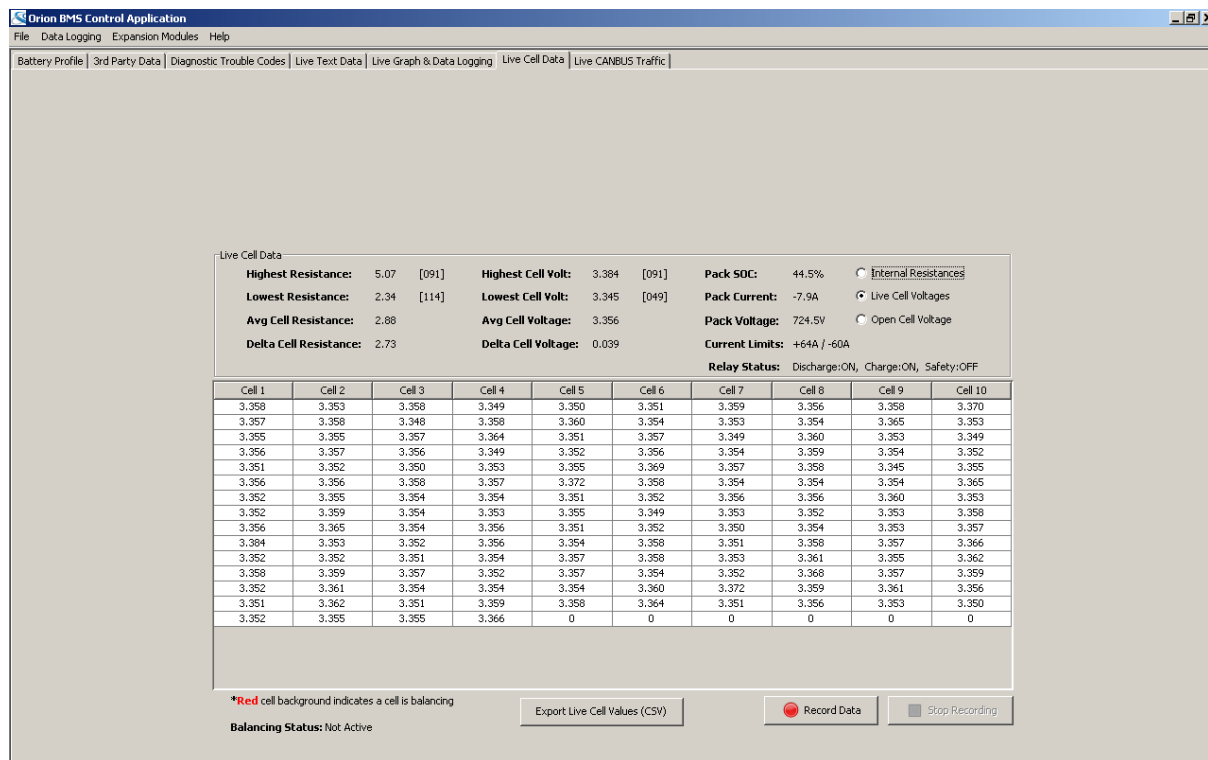 Orion BMS Control Application
File Data Logging Expansion Modules Help
Battery Profile 3rd Party Data Diagnostic Trouble Codes Live Text Data Live Graph & Data Logging Live Cell Data Live CANBUS Traffic
Live Cell Data
Highest Resistance: 5.07 [091] Highest Cell Volt: 3.384 [091] Pack SOC: 44.5% Internal Resistances
Lowest Resistance: 2.34 [114] Lowest Cell Volt: 3.345 [049] Pack Current: -7.9A Live Cell Voltages
Avg Cell Resistance: 2.88 Avg Cell Voltage: 3.356 Pack Voltage: 724.5V Open Cell Voltage
Delta Cell Resistance: 2.73 Delta Cell Voltage: 0.039 Current Limits: +64A / -60A
Relay Status: Discharge:ON, Charge:ON, Safety:OFF
Cell 1 Cell 2 Cell 3 Cell 4 Cell 5 Cell 6 Cell 7 Cell 8 Cell 9 Cell 10
3.358 3.353 3.358 3.349 3.350 3.351 3.359 3.356 3.358 3.370
3.357 3.358 3.348 3.358 3.360 3.354 3.353 3.354 3.365 3.353
3.355 3.355 3.357 3.364 3.351 3.357 3.349 3.360 3.353 3.349
3.356 3.357 3.356 3.349 3.352 3.356 3.354 3.359 3.354 3.352
3.351 3.352 3.350 3.353 3.355 3.369 3.357 3.358 3.345 3.355
3.356 3.356 3.358 3.357 3.372 3.358 3.354 3.354 3.354 3.365
3.352 3.355 3.354 3.354 3.351 3.352 3.356 3.356 3.360 3.353
3.352 3.359 3.354 3.353 3.355 3.349 3.353 3.352 3.353 3.358
3.356 3.365 3.354 3.356 3.351 3.352 3.350 3.354 3.353 3.357
3.384 3.353 3.352 3.356 3.354 3.358 3.351 3.358 3.357 3.366
3.352 3.352 3.351 3.354 3.357 3.358 3.353 3.361 3.355 3.362
3.358 3.359 3.357 3.352 3.357 3.354 3.352 3.368 3.357 3.359
3.352 3.361 3.354 3.354 3.354 3.360 3.372 3.359 3.361 3.356
3.351 3.362 3.351 3.359 3.358 3.364 3.351 3.356 3.353 3.350
3.352 3.355 3.355 3.366 0 0 0 0 0 0
*Red cell background indicates a cell is balancing
Export Live Cell Values (CSV) Record Data Stop Recording
Balancing Status: Not Active